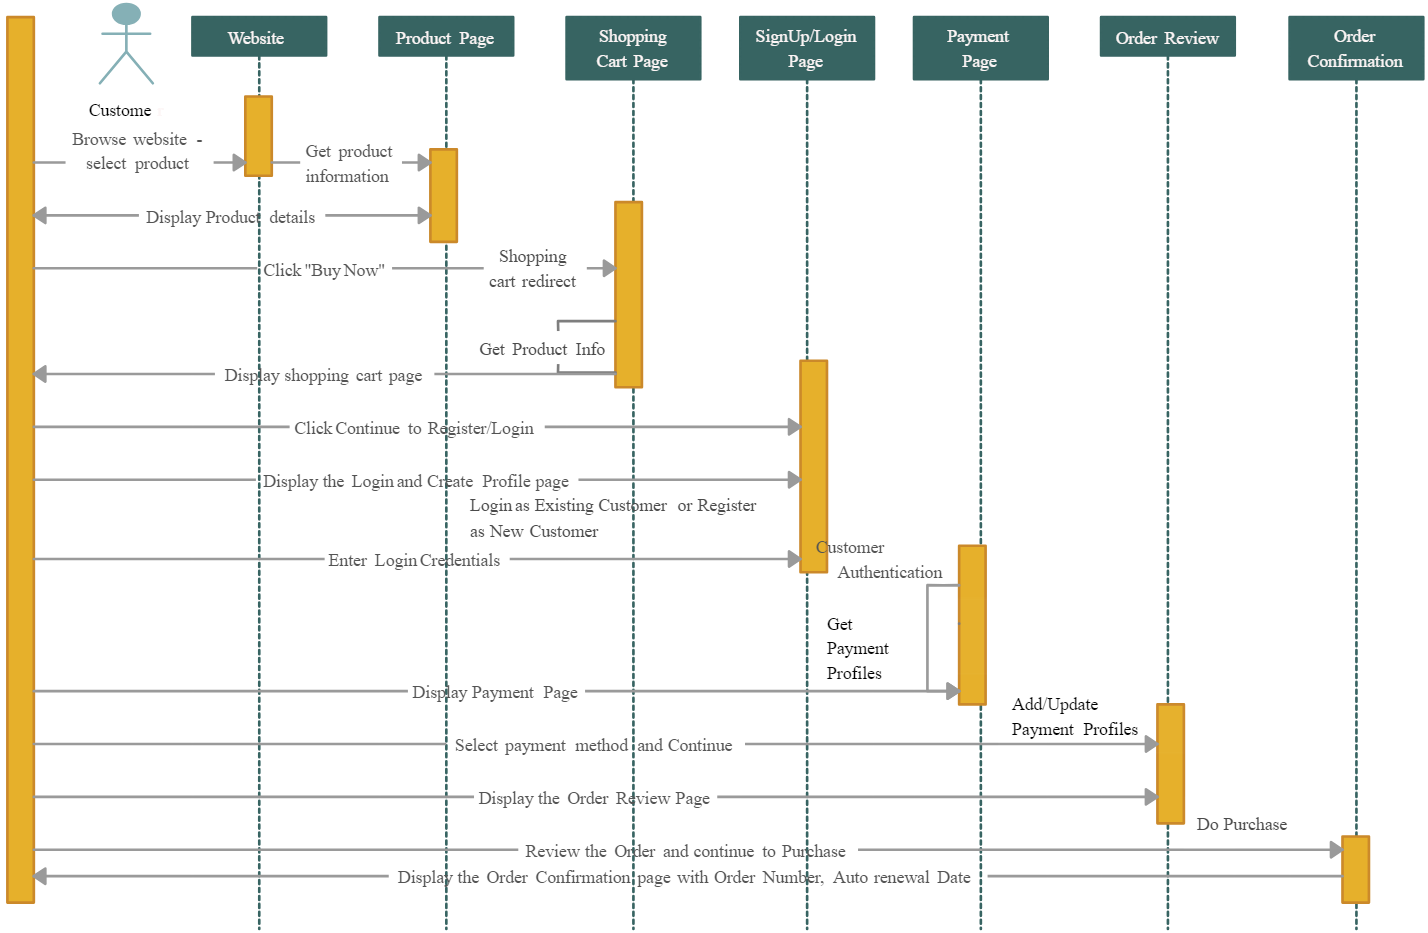 Website
Product Page
Shopping
Cart Page
SignUp/Login
Page
Payment
Page
Order Review
Order
Confirmation
Custome
Browse website -
select product
Get product
information
Display Product details
Click "Buy Now"
Shopping
cart redirect
Get Product Info
Display shopping cart page
Click Continue to Register/Login
Display the Login and Create Profile page
Login as Existing Customer or Register
as New Customer
Enter Login Credentials
Customer
Authentication
Get
Payment
Profiles
Display Payment Page
Add/Update
Payment Profiles
Select payment method and Continue
Display the Order Review Page
Do Purchase
Review the Order and continue to Purchase
Display the Order Confirmation page with Order Number, Auto renewal Date